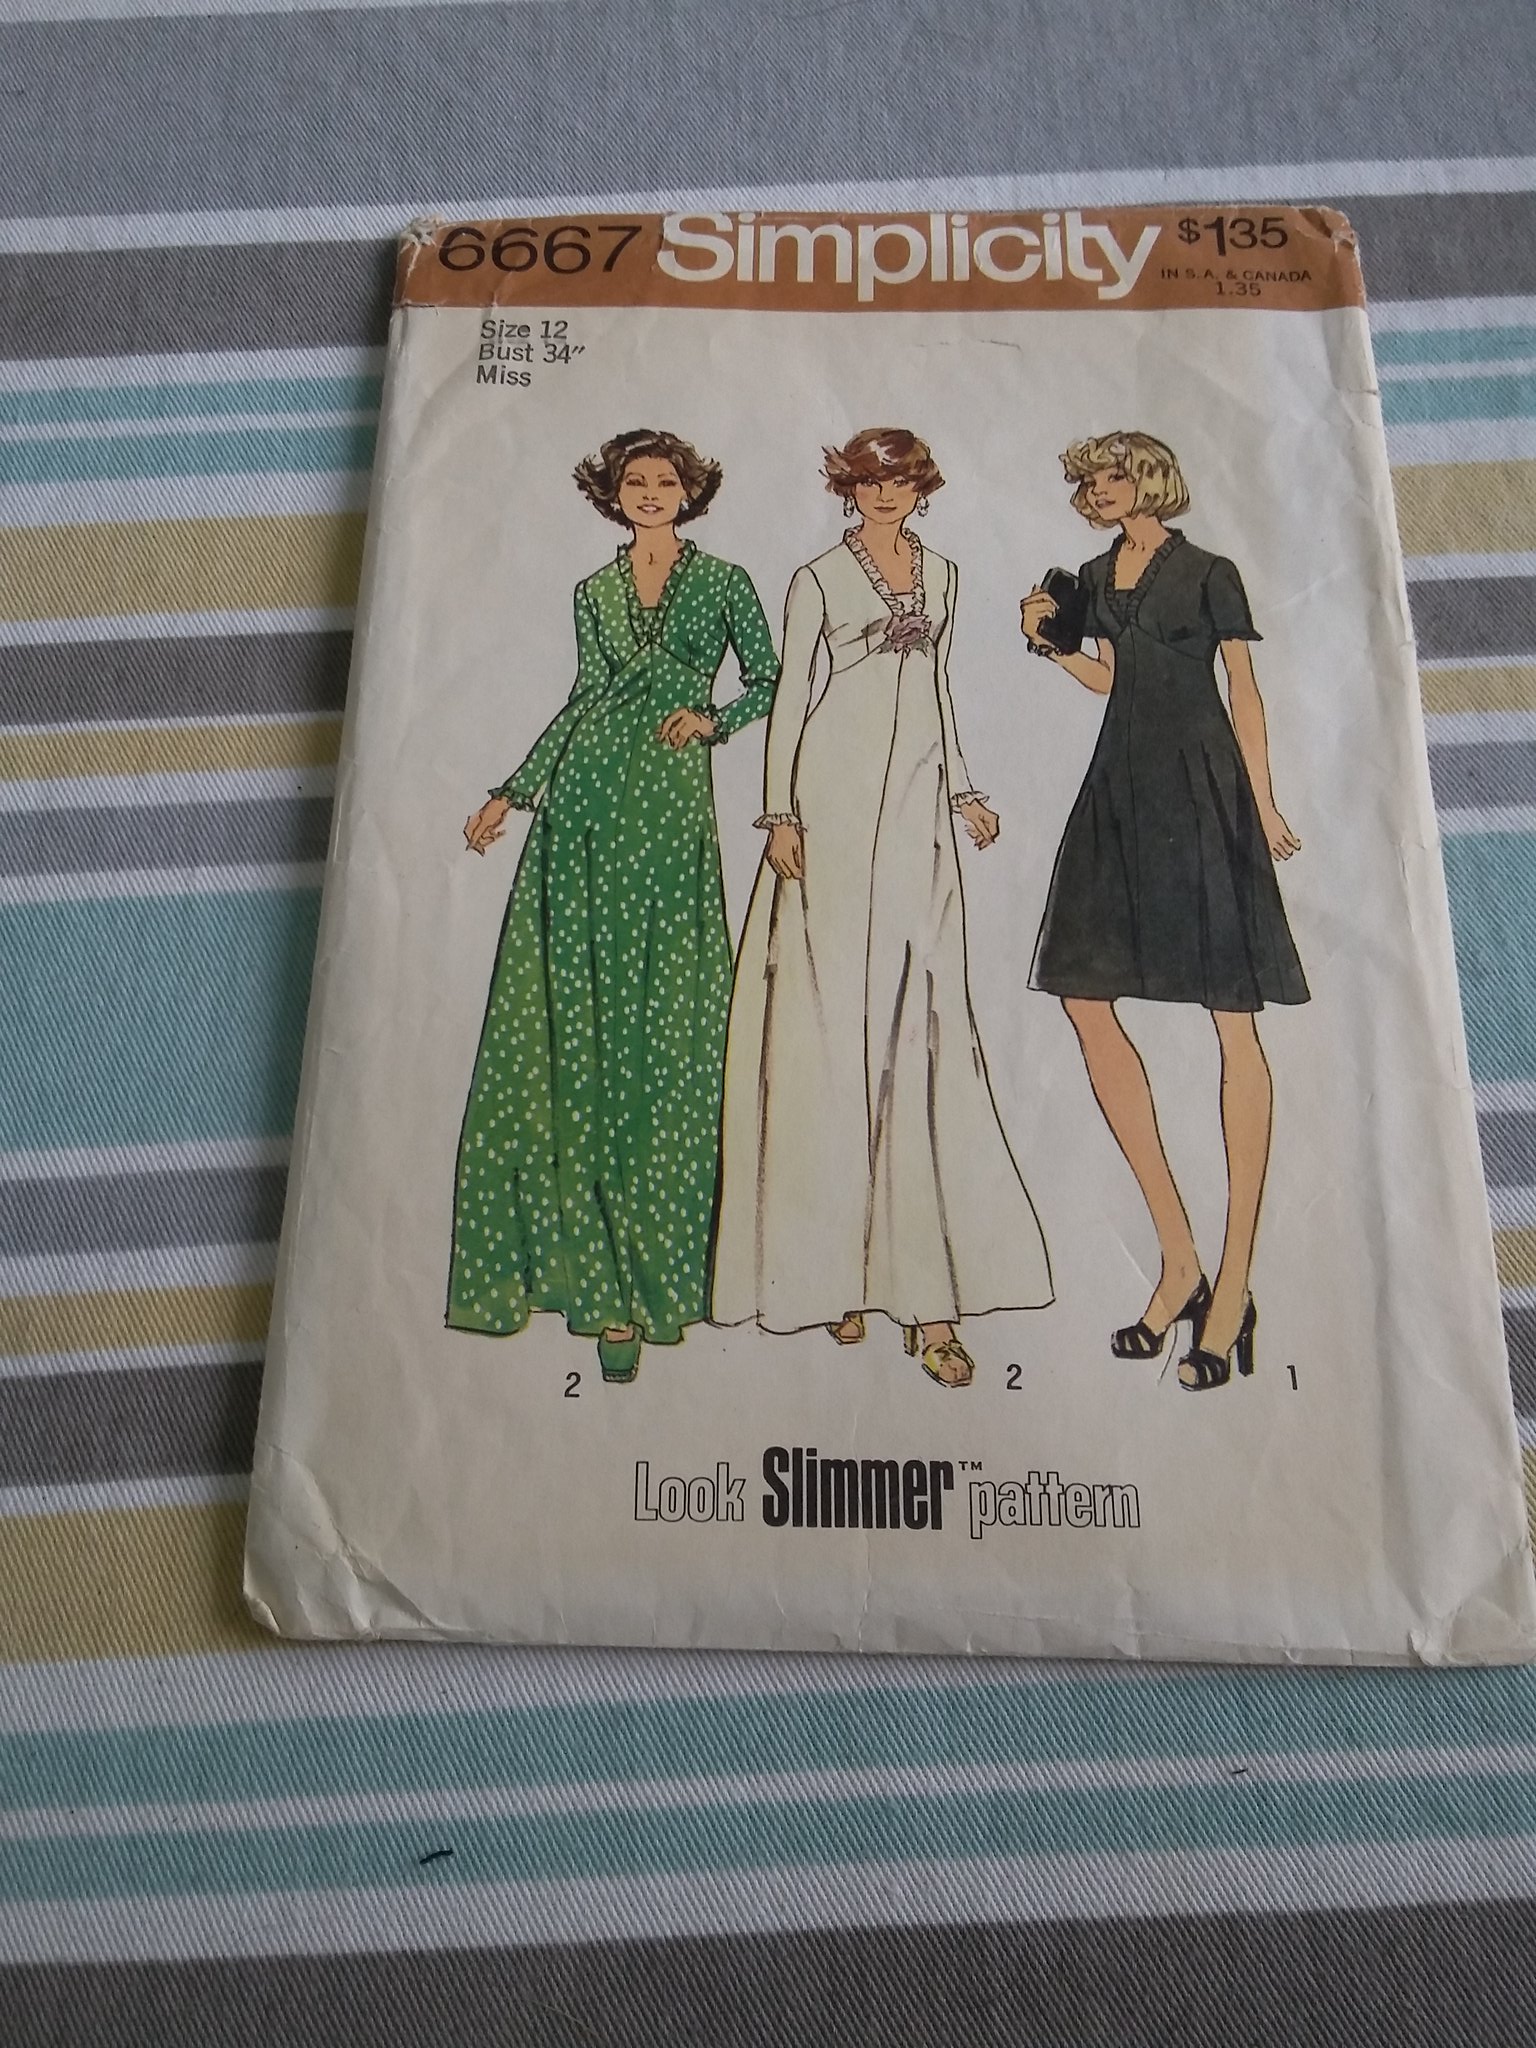 6667 Simplicity $1.35
IN S.A. & CANADA
1.35
Size 12
Bust 34"
Miss
2
2
1
Look Slimmer™ pattern